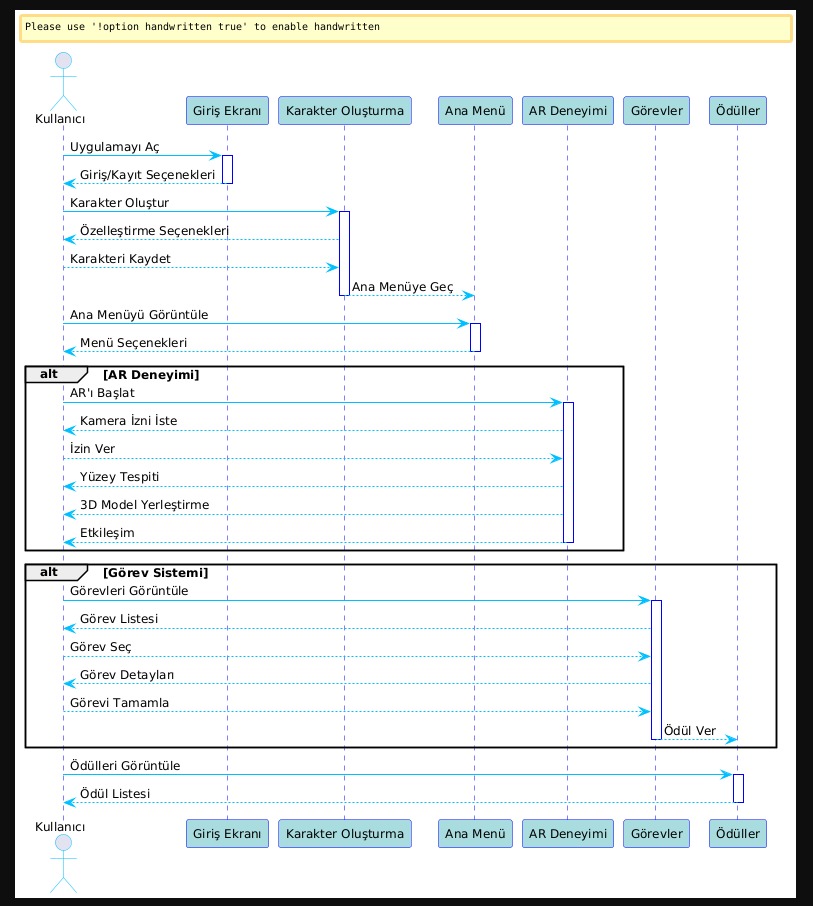 Please use '!option handwritten true' to enable handwritten
Kullanıcı
Giriş Ekranı
Karakter Oluşturma
Ana Menü
AR Deneyimi
Görevler
Ödüller
Uygulamayı Aç
Giriş/Kayıt Seçenekleri
Karakter Oluştur
Özelleştirme Seçenekleri
Karakteri Kaydet
Ana Menüye Geç
Ana Menüyü Görüntüle
Menü Seçenekleri
alt [AR Deneyimi]
AR'ı Başlat
Kamera İzni İste
İzin Ver
Yüzey Tespiti
3D Model Yerleştirme
Etkileşim
alt [Görev Sistemi]
Görevleri Görüntüle
Görev Listesi
Görev Seç
Görev Detayları
Görevi Tamamla
Ödül Ver
Ödülleri Görüntüle
Ödül Listesi
Kullanıcı
Giriş Ekranı
Karakter Oluşturma
Ana Menü
AR Deneyimi
Görevler
Ödüller